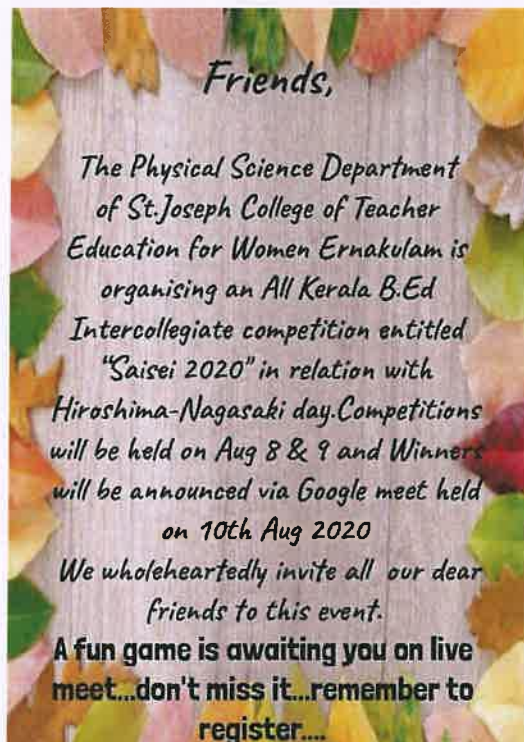 Friends,
The Physical Science Department
of St.Joseph College of Teacher
Education for Women Ernakulam is
organising an All Kerala B.Ed
Intercollegiate competition entitled
"Saisei 2020" in relation with
Hiroshima-Nagasaki day.Competitions
will be held on Aug 8 & 9 and Winners
will be announced via Google meet held
on 10th Aug 2020
We wholeheartedly invite all our dear
friends to this event.
A fun game is awaiting you on live
meet...don't miss it...remember to
register....